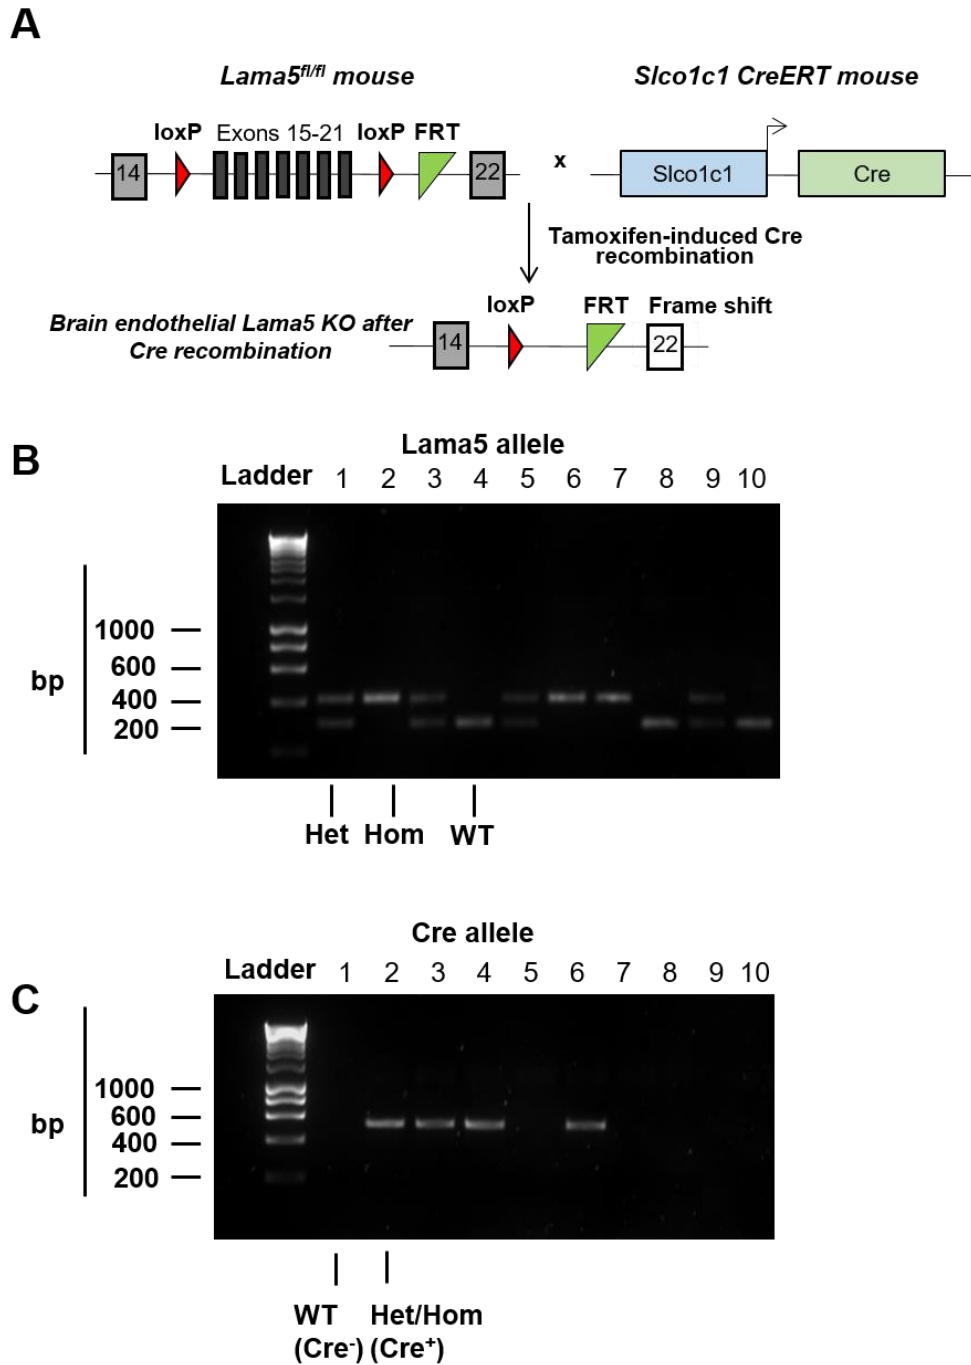 A
Lama5fl/fl mouse
Slco1c1 CreERT mouse
loxP Exons 15-21 loxP FRT
14
22
x
Slco1c1
Cre
Tamoxifen-induced Cre
recombination
loxP FRT Frame shift
Brain endothelial Lama5 KO after
Cre recombination
14
22
B
Lama5 allele
Ladder 1 2 3 4 5 6 7 8 9 10
1000
600
bp
400
200
Het Hom WT
Cre allele
Ladder 1 2 3 4 5 6 7 8 9 10
C
1000
600
bp
400
200
WT Het/Hom
(Cre-) (Cre+)